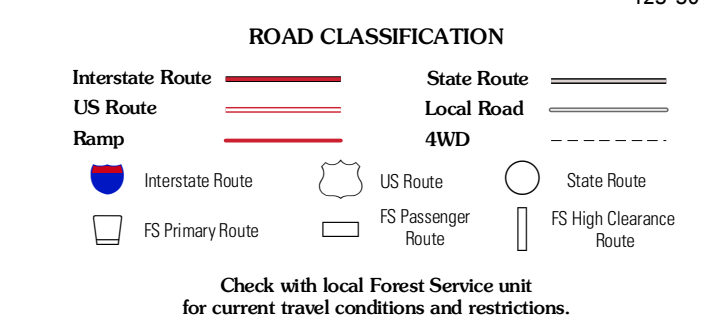 ROAD CLASSIFICATION
Interstate Route
State Route
US Route
Local Road
Ramp
4WD
Interstate Route
US Route
State Route
FS Primary Route
FS Passenger
Route
FS High Clearance
Route
Check with local Forest Service unit
for current travel conditions and restrictions.